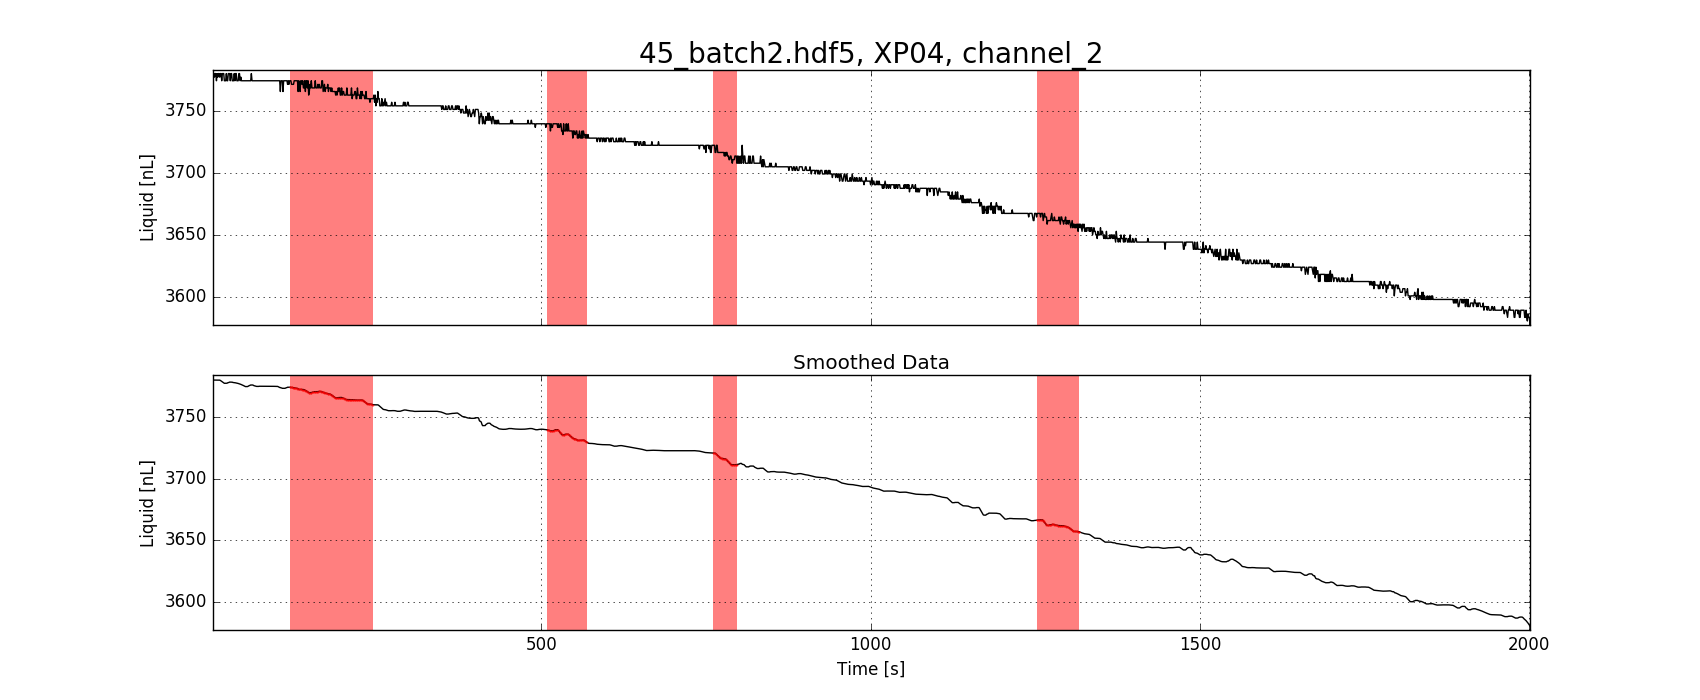 45_batch2.hdf5, XP04, channel_2
3750
3700
3650
3600
Liquid [nL]
Smoothed Data
3750
3700
3650
3600
Liquid [nL]
500
1000
1500
2000
Time [s]